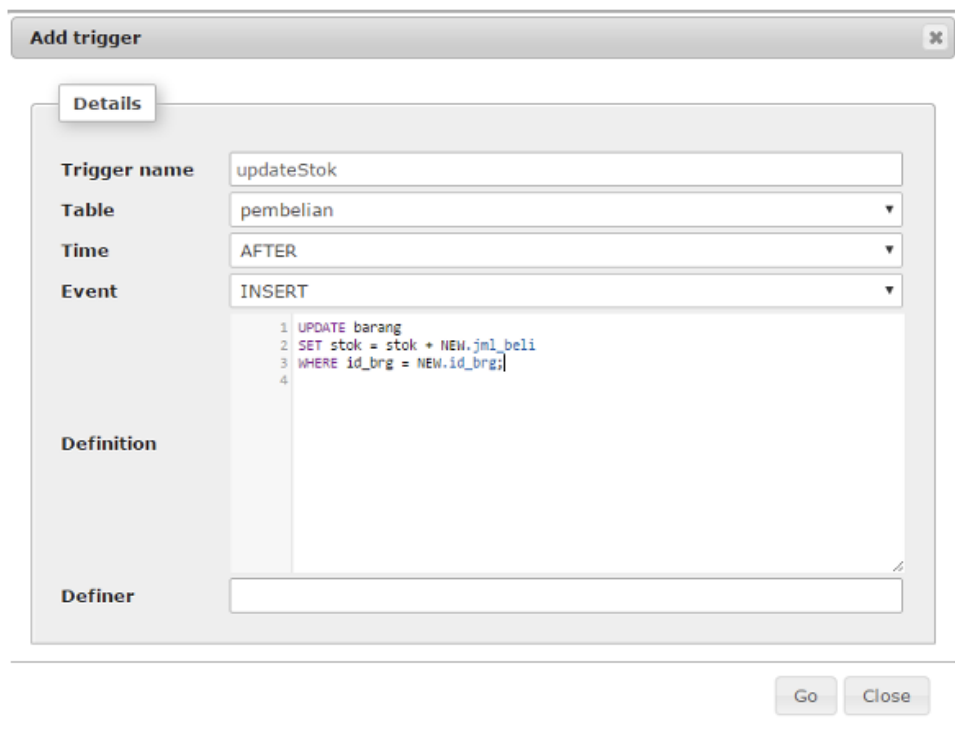 Add trigger
Details
Trigger name updateStok
Table pembelian
Time AFTER
Event INSERT
Definition
1 UPDATE barang
2 SET stok = stok + NEW.jml_beli
3 WHERE id_brg = NEW.id_brg;
4
Definer
Go Close